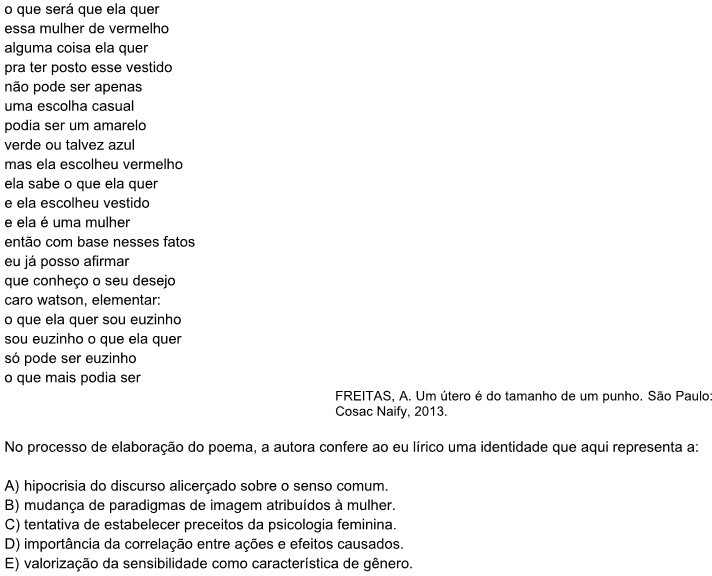 o que será que ela quer
essa mulher de vermelho
alguma coisa ela quer
pra ter posto esse vestido
não pode ser apenas
uma escolha casual
podia ser um amarelo
verde ou talvez azul
mas ela escolheu vermelho
ela sabe o que ela quer
e ela escolheu vestido
e ela é uma mulher
então com base nesses fatos
eu já posso afirmar
que conheço o seu desejo
caro watson, elementar:
o que ela quer sou euzinho
sou euzinho o que ela quer
só pode ser euzinho
o que mais podia ser
FREITAS, A. Um útero é do tamanho de um punho. São Paulo:
Cosac Naify, 2013.
No processo de elaboração do poema, a autora confere ao eu lírico uma identidade que aqui representa a:
A) hipocrisia do discurso alicerçado sobre o senso comum.
B) mudança de paradigmas de imagem atribuídos à mulher.
C) tentativa de estabelecer preceitos da psicologia feminina.
D) importância da correlação entre ações e efeitos causados.
E) valorização da sensibilidade como característica de gênero.